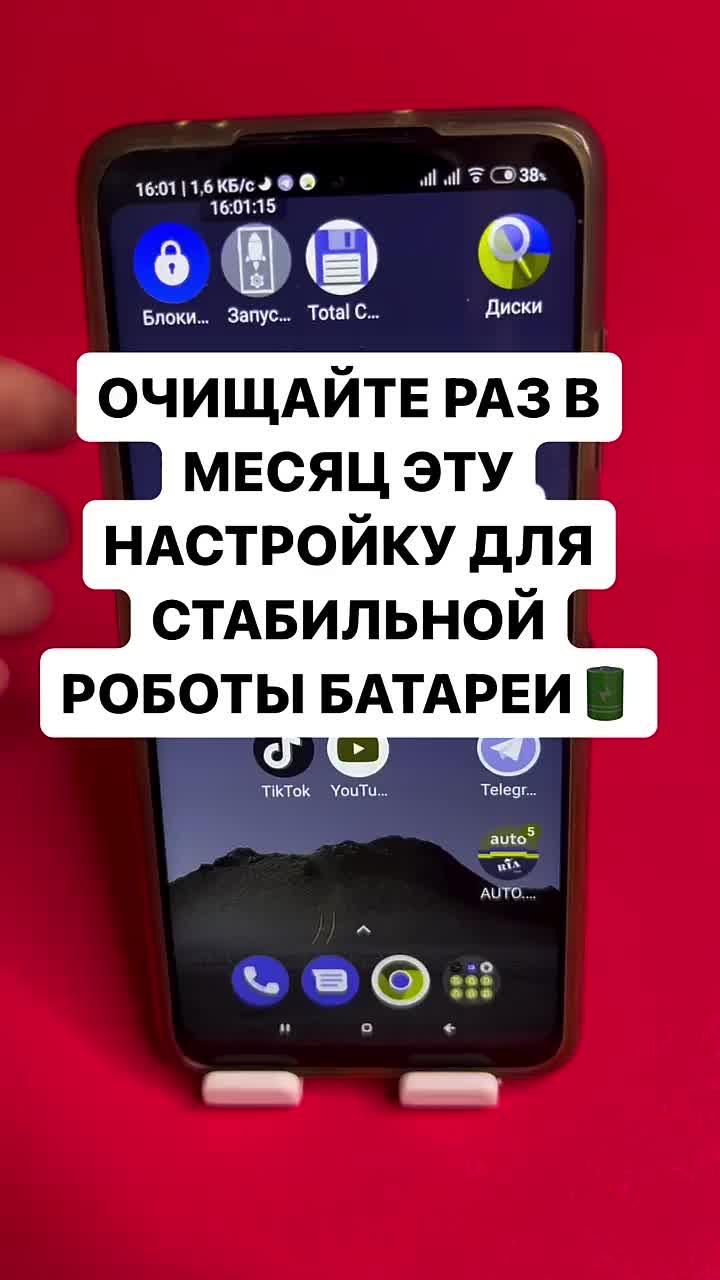 16:01 | 1,6 КБ/с 38%
16:01:15
Блоки... Запус... Total C... Диски
ОЧИЩАЙТЕ РАЗ В
МЕСЯЦ ЭТУ
НАСТРОЙКУ ДЛЯ
СТАБИЛЬНОЙ
РОБОТЫ БАТАРЕИ
TikTok YouTu... Telegr...
auto 5
RIA
AUTO....